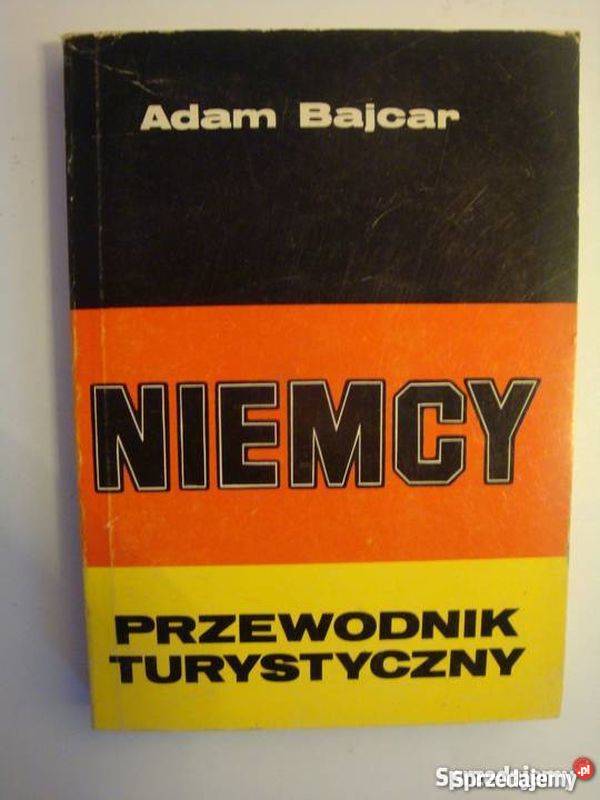 Adam Bajcar
NIEMCY
PRZEWODNIK
TURYSTYCZNY
Sprzedajemy.pl